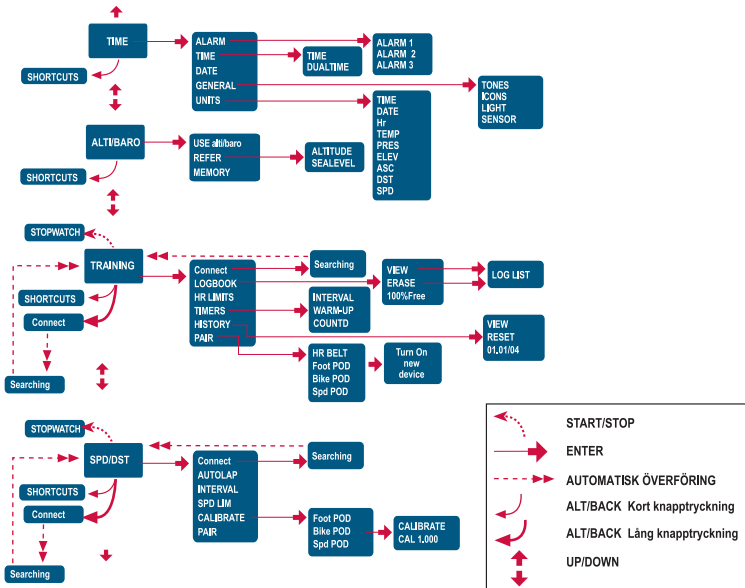 TIME
SHORTCUTS
ALARM
TIME
DATE
GENERAL
UNITS
TIME
DUALTIME
ALARM 1
ALARM 2
ALARM 3
TIME
DATE
Hr
TEMP
PRES
ELEV
ASC
DST
SPD
TONES
ICONS
LIGHT
SENSOR
ALTI/BARO
SHORTCUTS
USE alti/baro
REFER
MEMORY
ALTITUDE
SEALEVEL
STOPWATCH
TRAINING
SHORTCUTS
Connect
Searching
Connect
LOGBOOK
HR LIMITS
TIMERS
HISTORY
PAIR
Searching
VIEW
ERASE
100%Free
LOG LIST
INTERVAL
WARM-UP
COUNTD
VIEW
RESET
01.01/04
HR BELT
Foot POD
Bike POD
Spd POD
Turn On
new
device
STOPWATCH
SPD/DST
SHORTCUTS
Connect
Searching
Connect
AUTOLAP
INTERVAL
SPD LIM
CALIBRATE
PAIR
Searching
Foot POD
Bike POD
Spd POD
CALIBRATE
CAL 1.000
START/STOP
ENTER
AUTOMATISK ÖVERFÖRING
ALT/BACK Kort knapptryckning
ALT/BACK Lång knapptryckning
UP/DOWN